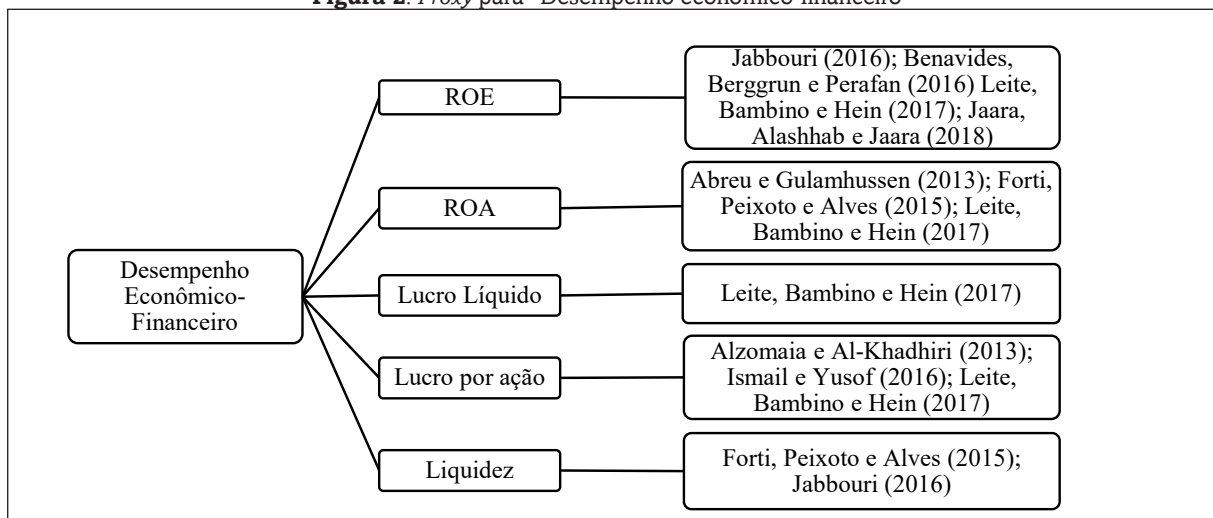 Figura 2. Proxy para "Desempenho econômico-financeiro"
ROE
Jabbouri (2016); Benavides,
Berggrun e Perafan (2016) Leite,
Bambino e Hein (2017); Jaara,
Alashhab e Jaara (2018)
ROA
Abreu e Gulamhussen (2013); Forti,
Peixoto e Alves (2015); Leite,
Bambino e Hein (2017)
Desempenho
Econômico-
Financeiro
Lucro Líquido
Leite, Bambino e Hein (2017)
Lucro por ação
Alzomaia e Al-Khadhiri (2013);
Ismail e Yusof (2016); Leite,
Bambino e Hein (2017)
Liquidez
Forti, Peixoto e Alves (2015);
Jabbouri (2016)